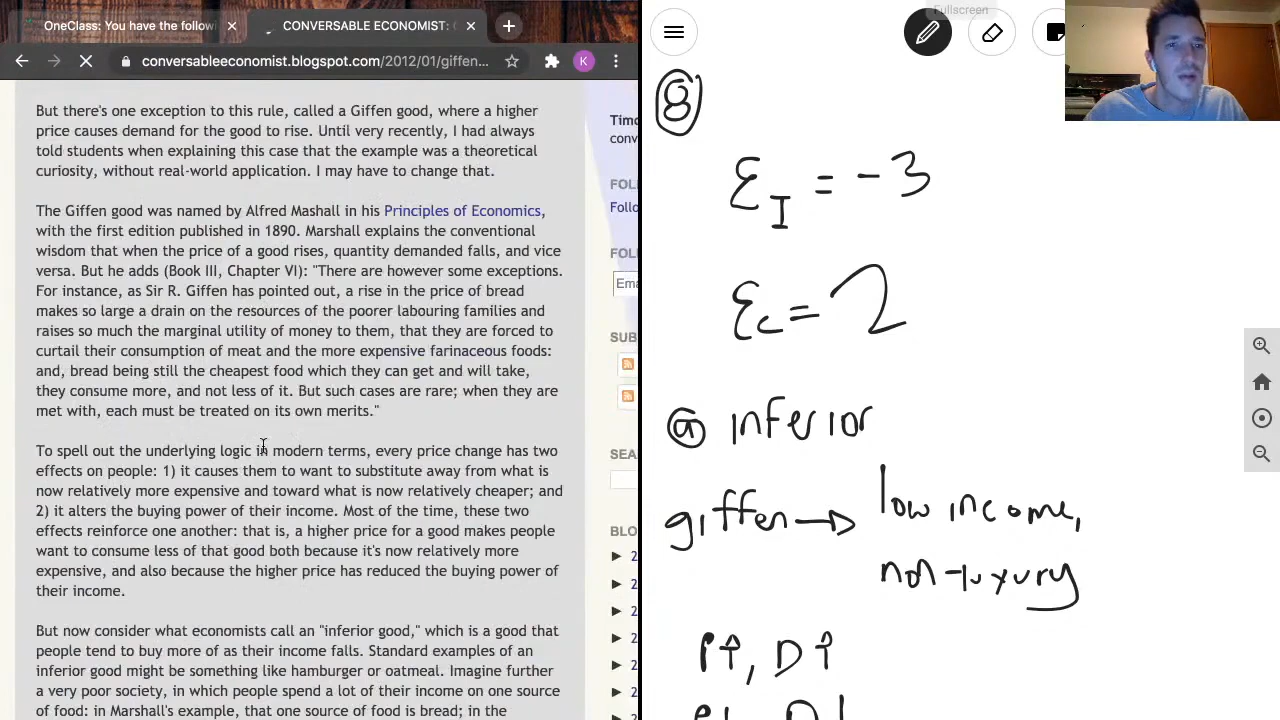 OneClass: You have the follow
CONVERSABLE ECONOMIST: G
conversableeconomist.blogspot.com/2012/01/giffen...
K
But there's one exception to this rule, called a Giffen good, where a higher
price causes demand for the good to rise. Until very recently, I had always
told students when explaining this case that the example was a theoretical
curiosity, without real-world application. I may have to change that.
The Giffen good was named by Alfred Mashall in his Principles of Economics,
with the first edition published in 1890. Marshall explains the conventional
wisdom that when the price of a good rises, quantity demanded falls, and vice
versa. But he adds (Book III, Chapter VI): "There are however some exceptions.
For instance, as Sir R. Giffen has pointed out, a rise in the price of bread
makes so large a drain on the resources of the poorer labouring families and
raises so much the marginal utility of money to them, that they are forced to
curtail their consumption of meat and the more expensive farinaceous foods:
and, bread being still the cheapest food which they can get and will take,
they consume more, and not less of it. But such cases are rare; when they are
met with, each must be treated on its own merits."
To spell out the underlying logic in modern terms, every price change has two
effects on people: 1) it causes them to want to substitute away from what is
now relatively more expensive and toward what is now relatively cheaper; and
2) it alters the buying power of their income. Most of the time, these two
effects reinforce one another: that is, a higher price for a good makes people
want to consume less of that good both because it's now relatively more
expensive, and also because the higher price has reduced the buying power of
their income.
But now consider what economists call an "inferior good," which is a good that
people tend to buy more of as their income falls. Standard examples of an
inferior good might be something like hamburger or oatmeal. Imagine further
a very poor society, in which people spend a lot of their income on one source
of food: in Marshall's example, that one source of food is bread; in the
Timo
conv
FOL
Follo
FOL
Ema
SUB
SEA
BLO
▶ 2
▶ 2
▶ 2
▶ 2
▶ 2
▶ 2
▶ 2
Fullscreen
8
ε_I = -3
ε_c = 2
ⓐ inferior
giffen → low income,
non-luxury
P↑, D↑
P↓, D↓